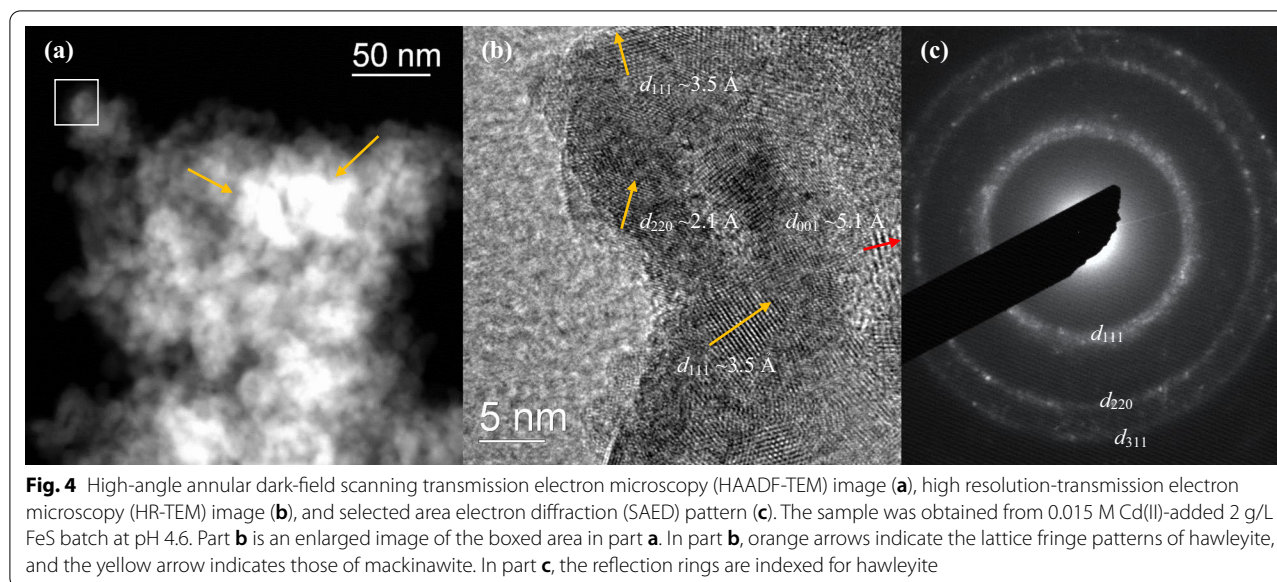 (a)
50 nm
(b)
d111 ~3.5 Å
d220 ~2.1 Å
d001 ~5.1 Å
d111 ~3.5 Å
5 nm
(c)
d111
d220
d311
Fig. 4 High-angle annular dark-field scanning transmission electron microscopy (HAADF-TEM) image (a), high resolution-transmission electron
microscopy (HR-TEM) image (b), and selected area electron diffraction (SAED) pattern (c). The sample was obtained from 0.015 M Cd(II)-added 2 g/L
FeS batch at pH 4.6. Part b is an enlarged image of the boxed area in part a. In part b, orange arrows indicate the lattice fringe patterns of hawleyite,
and the yellow arrow indicates those of mackinawite. In part c, the reflection rings are indexed for hawleyite